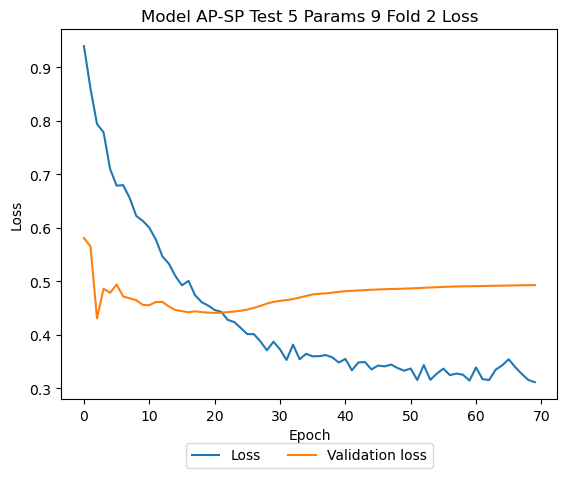 Model AP-SP Test 5 Params 9 Fold 2 Loss
0.9
0.8
0.7
0.6
0.5
0.4
0.3
Loss
0 10 20 30 40 50 60 70
Epoch
Loss Validation loss